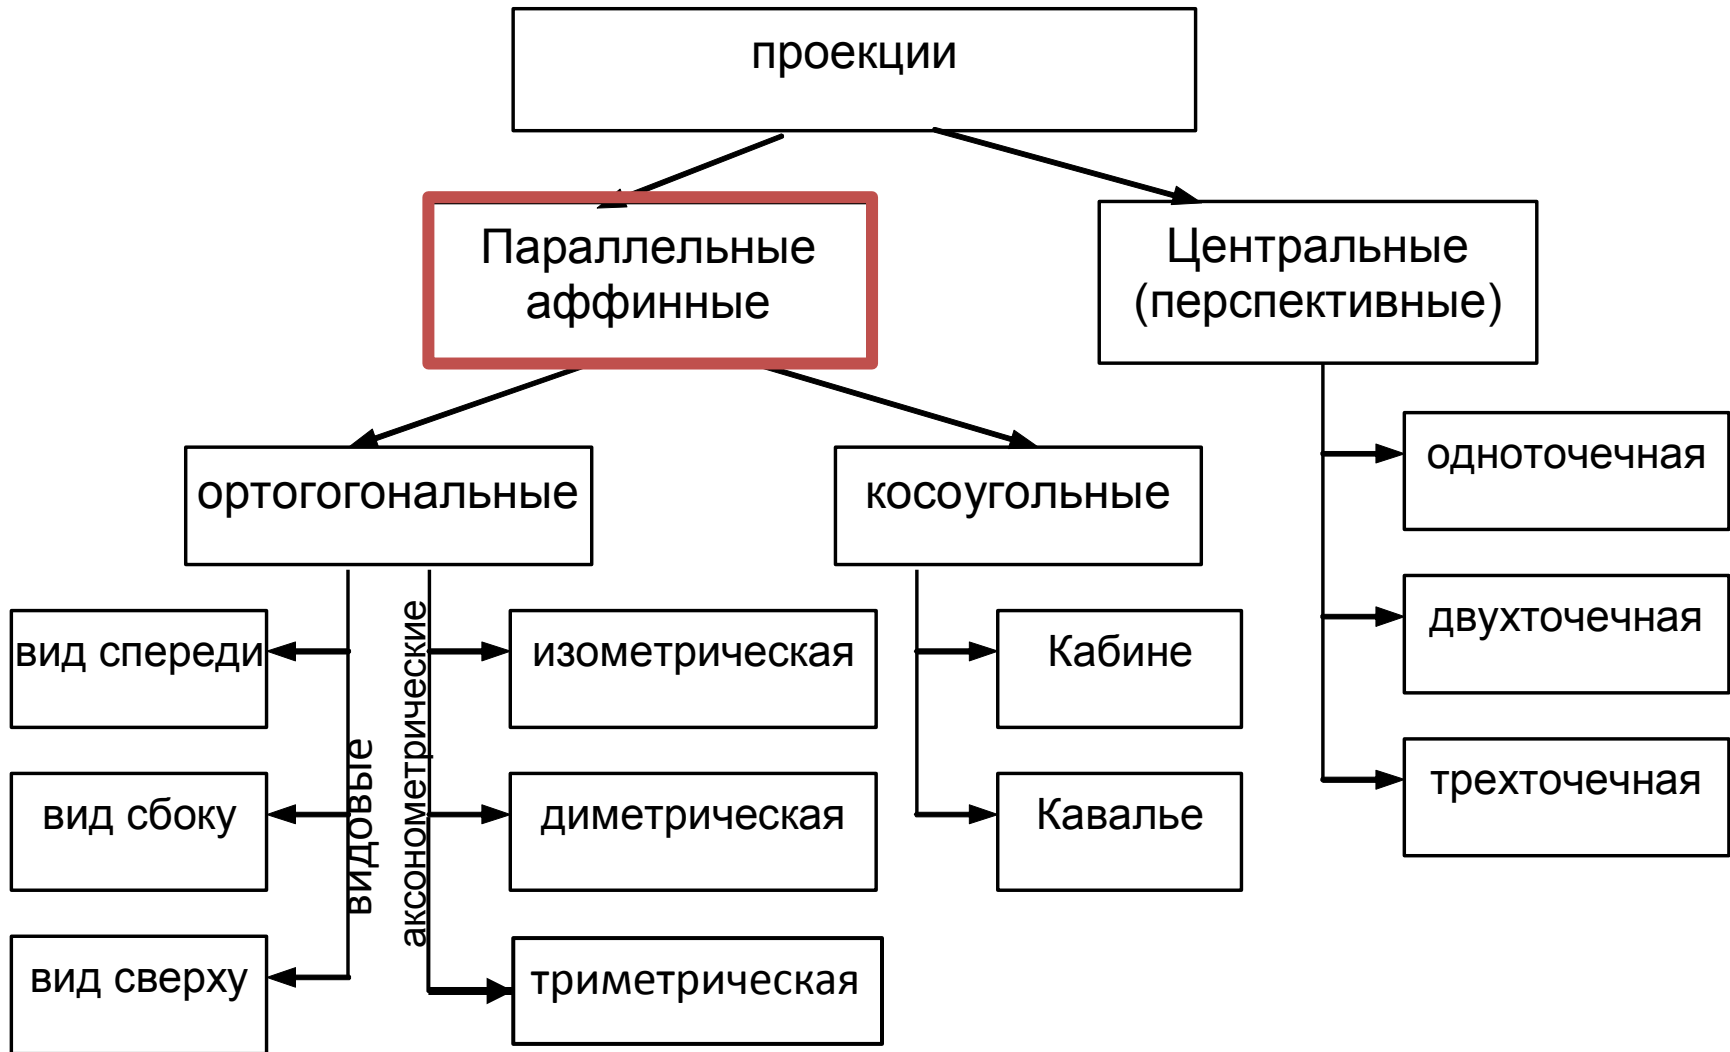 проекции
Параллельные
аффинные
Центральные
(перспективные)
ортогогональные
косоугольные
одноточечная
двухточечная
трехточечная
видовые
аксонометрические
вид спереди
изометрическая
Кабине
вид сбоку
диметрическая
Кавалье
вид сверху
триметрическая